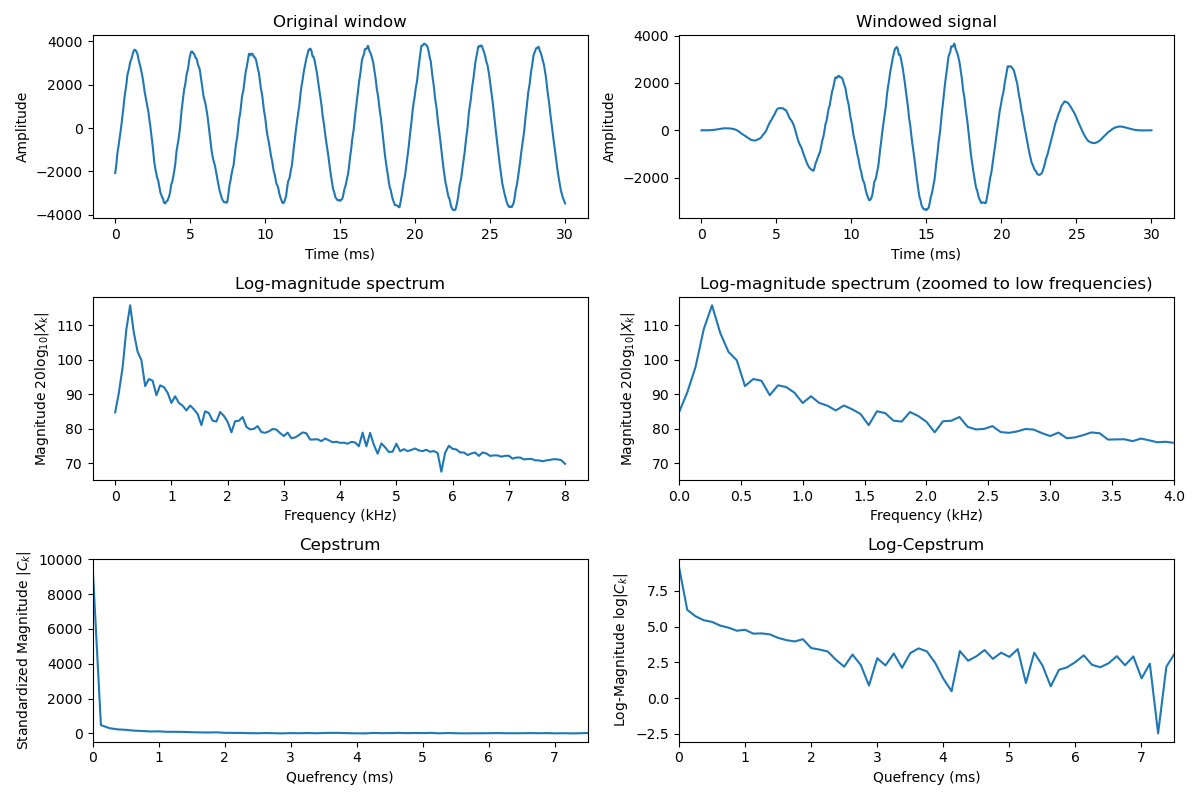 Original window
Amplitude
4000
2000
0
−2000
−4000
0 5 10 15 20 25 30
Time (ms)
Windowed signal
Amplitude
4000
2000
0
−2000
0 5 10 15 20 25 30
Time (ms)
Log-magnitude spectrum
Magnitude 20log₁₀|Xₖ|
110
100
90
80
70
0 1 2 3 4 5 6 7 8
Frequency (kHz)
Log-magnitude spectrum (zoomed to low frequencies)
Magnitude 20log₁₀|Xₖ|
110
100
90
80
70
0.0 0.5 1.0 1.5 2.0 2.5 3.0 3.5 4.0
Frequency (kHz)
Cepstrum
Standardized Magnitude |Cₖ|
10000
8000
6000
4000
2000
0
0 1 2 3 4 5 6 7
Quefrency (ms)
Log-Cepstrum
Log-Magnitude log|Cₖ|
7.5
5.0
2.5
0.0
−2.5
0 1 2 3 4 5 6 7
Quefrency (ms)